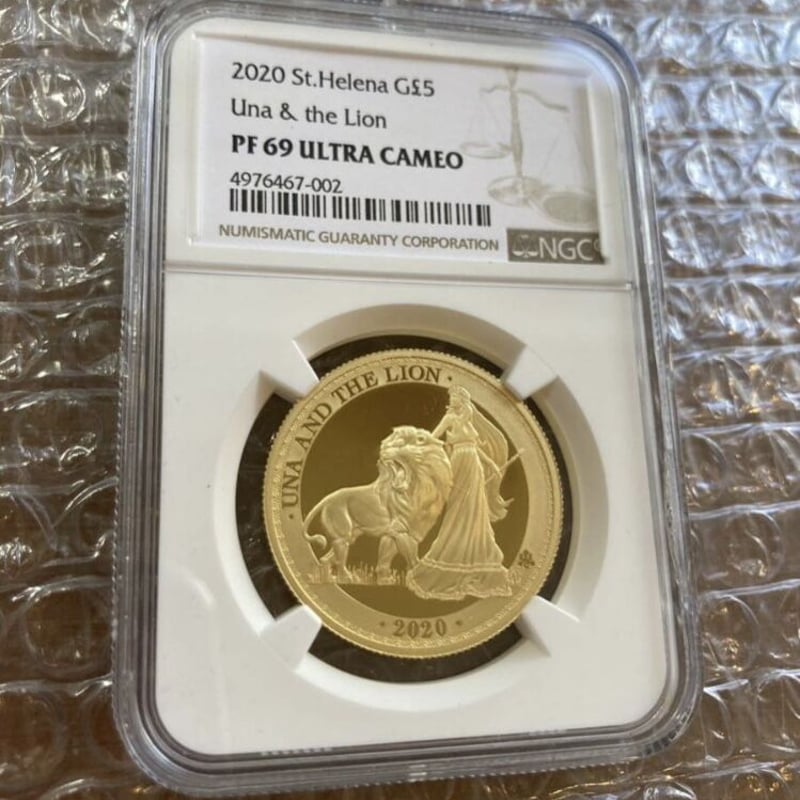 2020 St.Helena G£5
Una & the Lion
PF 69 ULTRA CAMEO
4976467-002
NUMISMATIC GUARANTY CORPORATION
NGC
· UNA AND THE LION ·
· 2020 ·